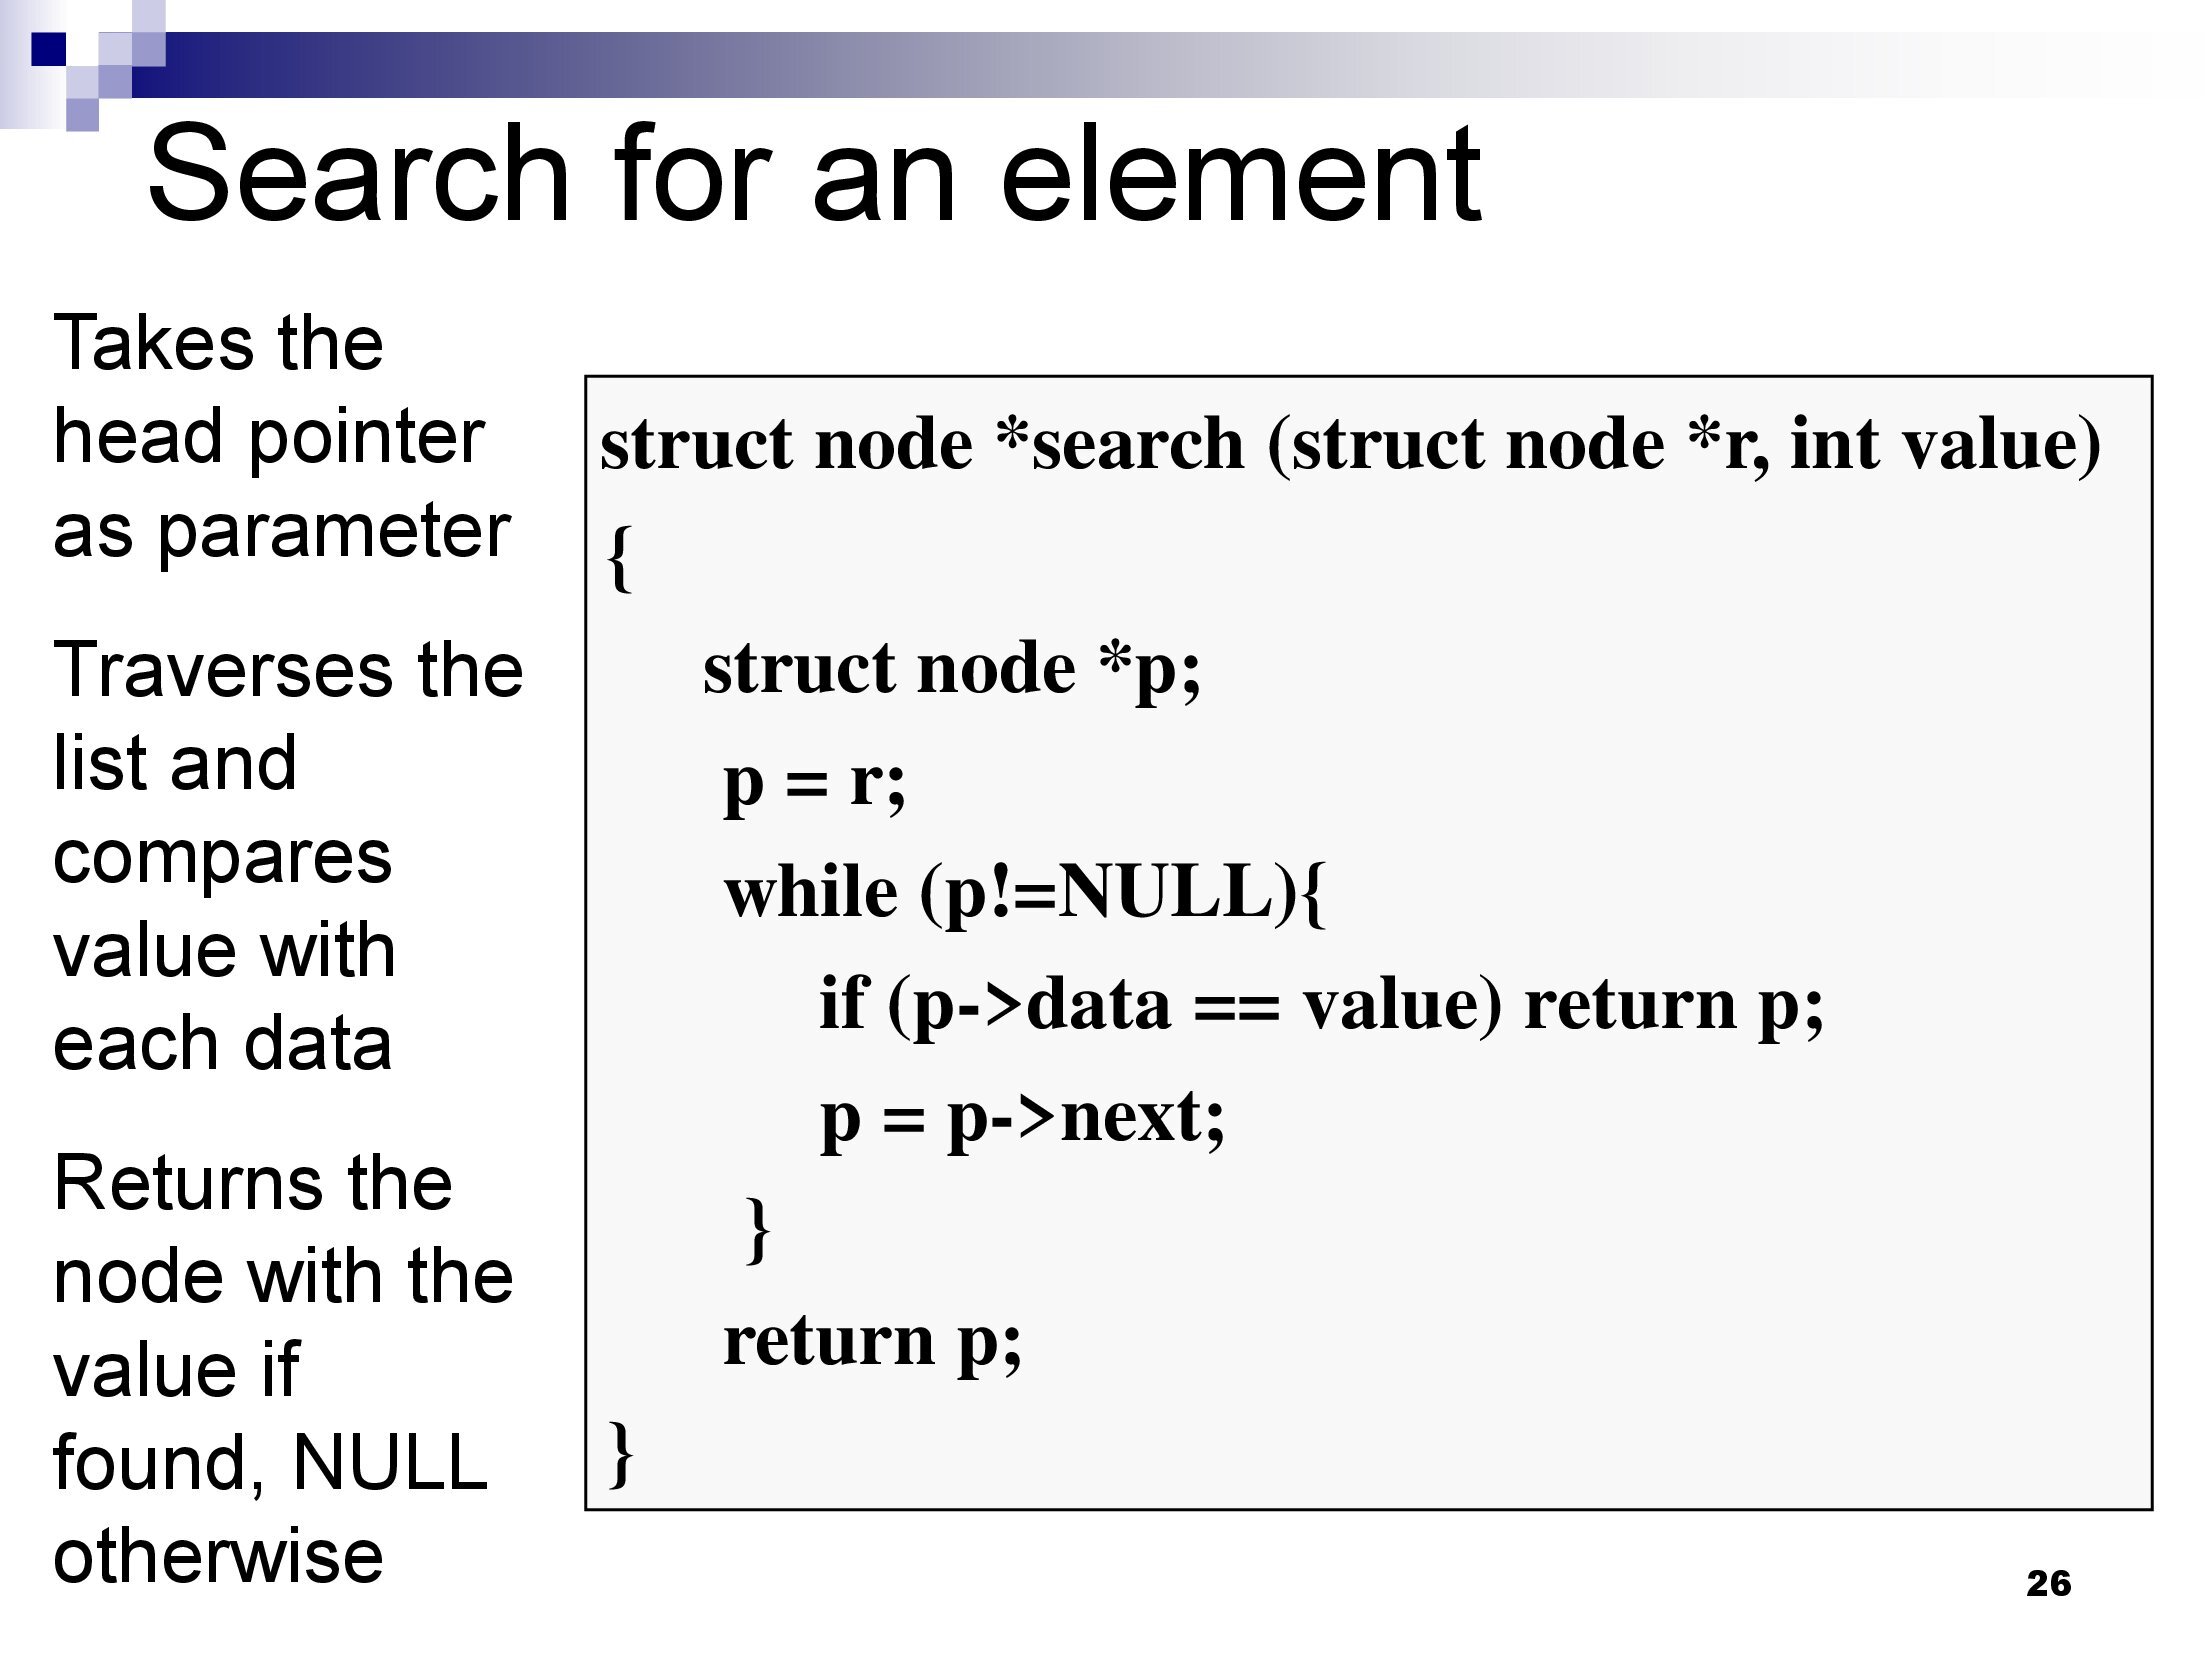 Search for an element
Takes the
head pointer
as parameter
Traverses the
list and
compares
value with
each data
Returns the
node with the
value if
found, NULL
otherwise
struct node *search (struct node *r, int value)
{
struct node *p;
p = r;
while (p!=NULL){
if (p->data == value) return p;
p = p->next;
}
return p;
}
26